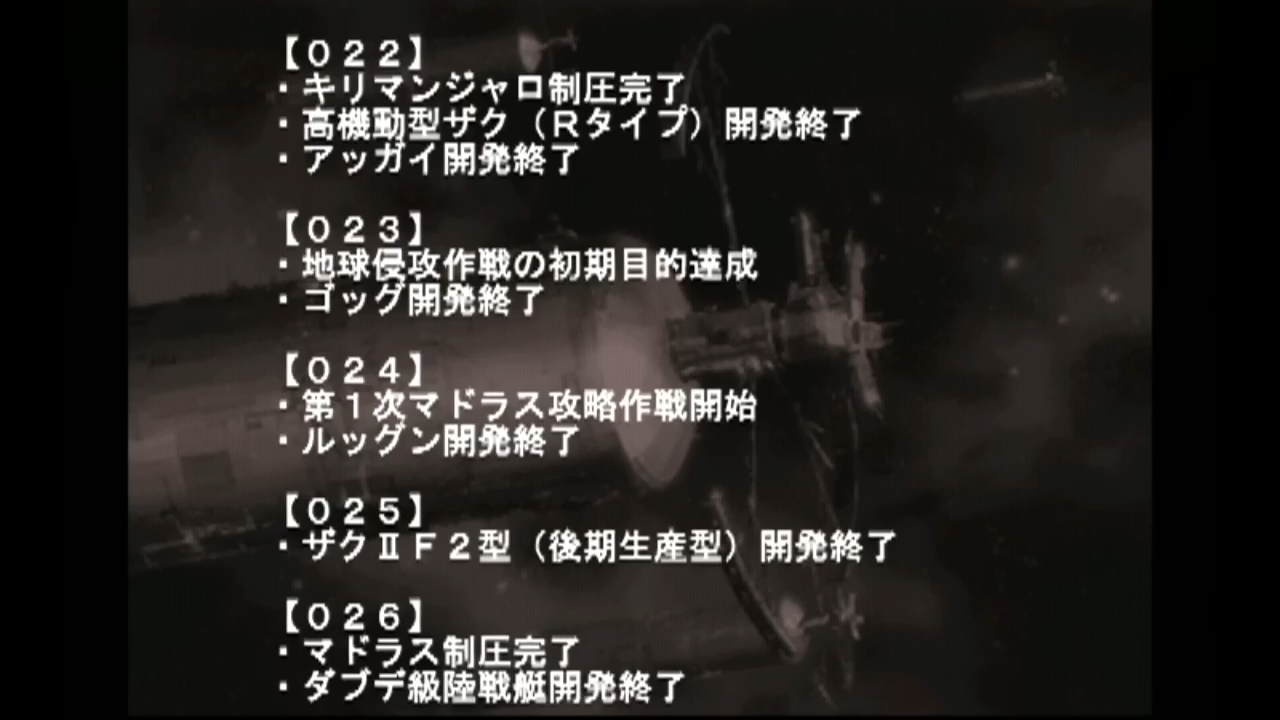 【０２２】
・キリマンジャロ制圧完了
・高機動型ザク（Ｒタイプ）開発終了
・アッガイ開発終了
【０２３】
・地球侵攻作戦の初期目的達成
・ゴッグ開発終了
【０２４】
・第１次マドラス攻略作戦開始
・ルッグン開発終了
【０２５】
・ザクⅡＦ２型（後期生産型）開発終了
【０２６】
・マドラス制圧完了
・ダブデ級陸戦艇開発終了